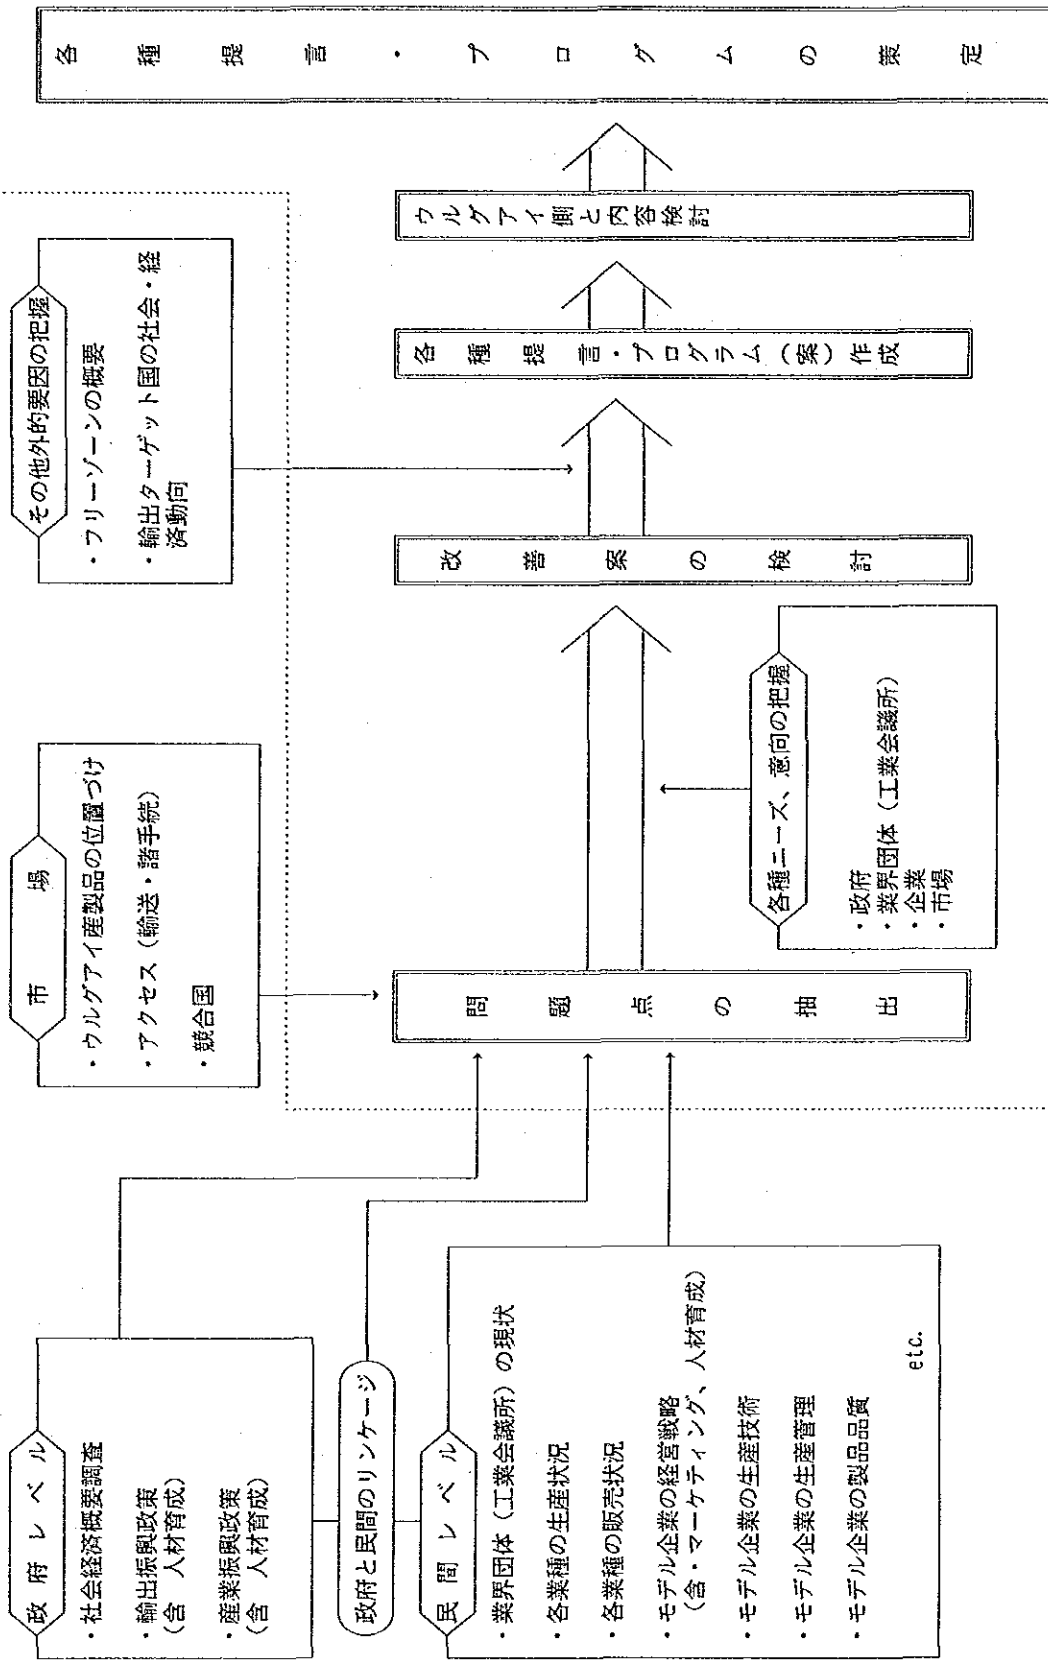 政府レベル
・社会経済概要調査
・輸出振興政策
(含 人材育成)
・産業振興政策
(含 人材育成)
政府と民間のリンケージ
民間レベル
・業界団体（工業会議所）の現状
・各業種の生産状況
・各業種の販売状況
・モデル企業の経営戦略
(含・マーケティング、人材育成)
・モデル企業の生産技術
・モデル企業の生産管理
・モデル企業の製品品質
etc.
市場
・ウルグアイ産製品の位置づけ
・アクセス（輸送・諸手続）
・競合国
問題点の抽出
各種ニーズ、意向の把握
・政府
・業界団体（工業会議所）
・企業
・市場
その他外的要因の把握
・フリーゾーンの概要
・輸出ターゲット国の社会・経
済動向
改善案の検討
各種提言・プログラム（案）作成
ウルグアイ側と内容検討
各種提言・プログラムの策定